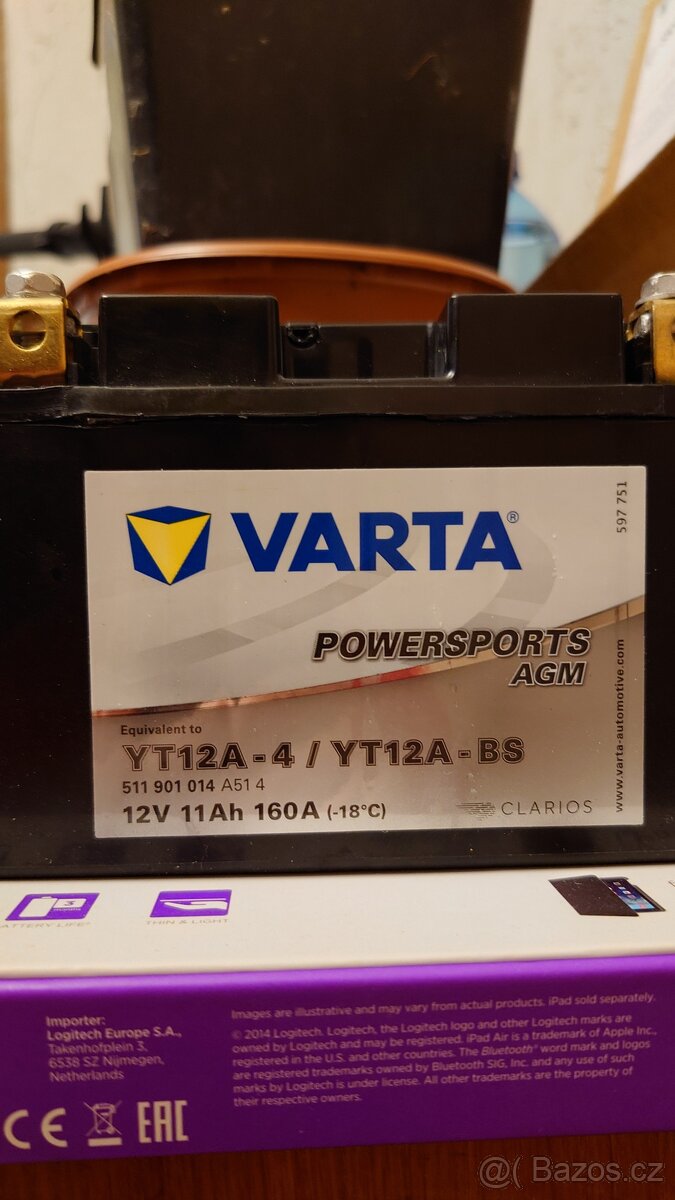 VARTA®
597 751
POWERSPORTS
AGM
www.varta-automotive.com
Equivalent to
YT12A-4 / YT12A-BS
511 901 014 A51 4
12V 11Ah 160A (-18°C)
CLARIOS
3
BATTERY LIFE
THIN & LIGHT
Importer:
Logitech Europe S.A.,
Takenhofplein 3,
6538 SZ Nijmegen,
Netherlands
Images are illustrative and may vary from actual products. iPad sold separately.
© 2014 Logitech. Logitech, the Logitech logo and other Logitech marks are
owned by Logitech and may be registered. iPad Air is a trademark of Apple Inc.,
registered in the U.S. and other countries. The Bluetooth® word mark and logos
are registered trademarks owned by Bluetooth SIG, Inc. and any use of such
marks by Logitech is under license. All other trademarks are the property of
their respective owners.
CE EAC
@( Bazos.cz